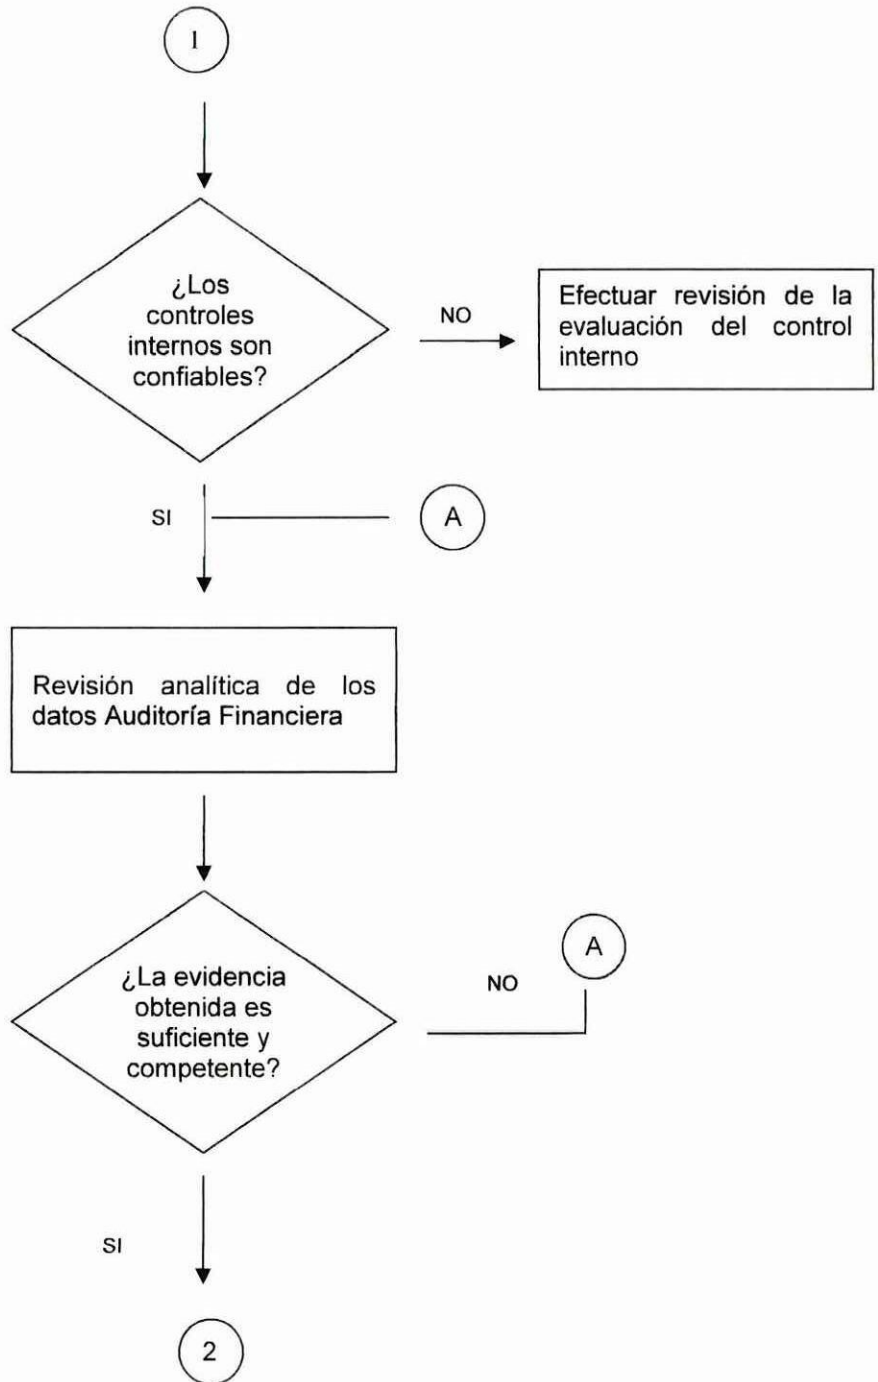 1
¿Los
controles
internos son
confiables?
NO
Efectuar revisión de la
evaluación del control
interno
SI
A
Revisión analítica de los
datos Auditoría Financiera
¿La evidencia
obtenida es
suficiente y
competente?
NO
A
SI
2